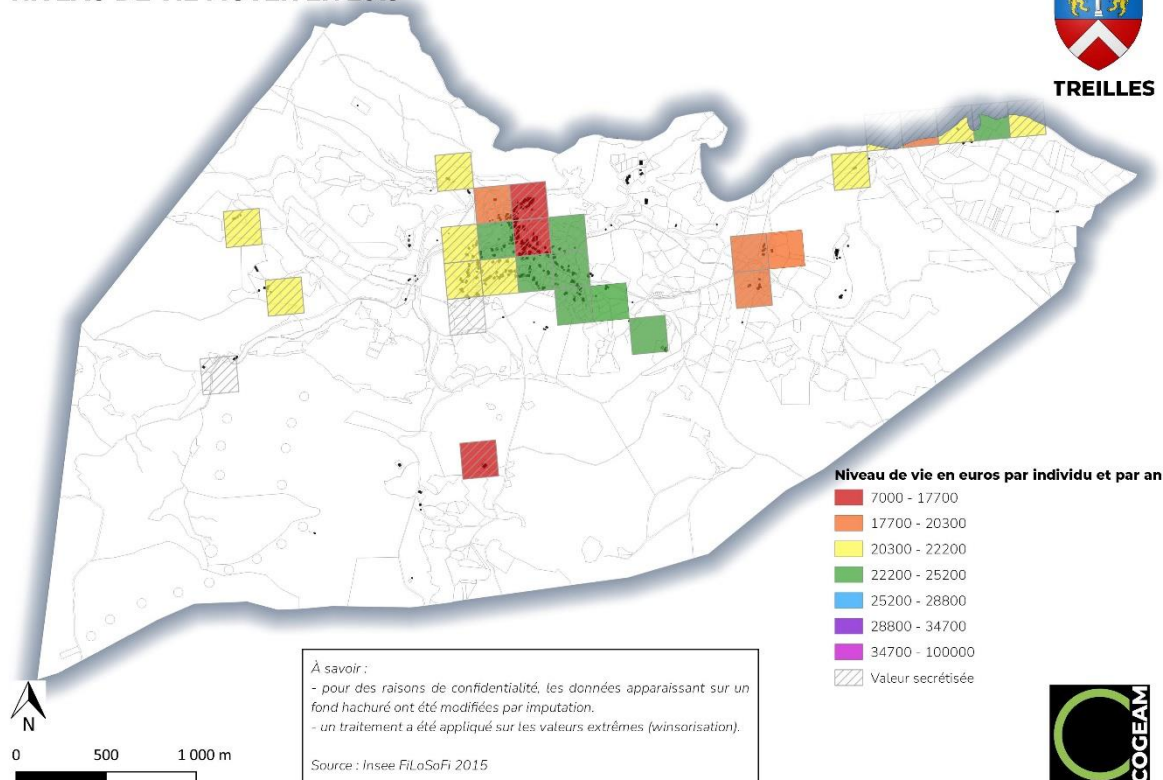 TREILLES
Niveau de vie en euros par individu et par an
7000 - 17700
17700 - 20300
20300 - 22200
22200 - 25200
25200 - 28800
28800 - 34700
34700 - 100000
Valeur secrétisée
À savoir :
- pour des raisons de confidentialité, les données apparaissant sur un
fond hachuré ont été modifiées par imputation.
- un traitement a été appliqué sur les valeurs extrêmes (winsorisation).
Source : Insee FiLoSoFi 2015
N
0 500 1 000 m
COGEAM